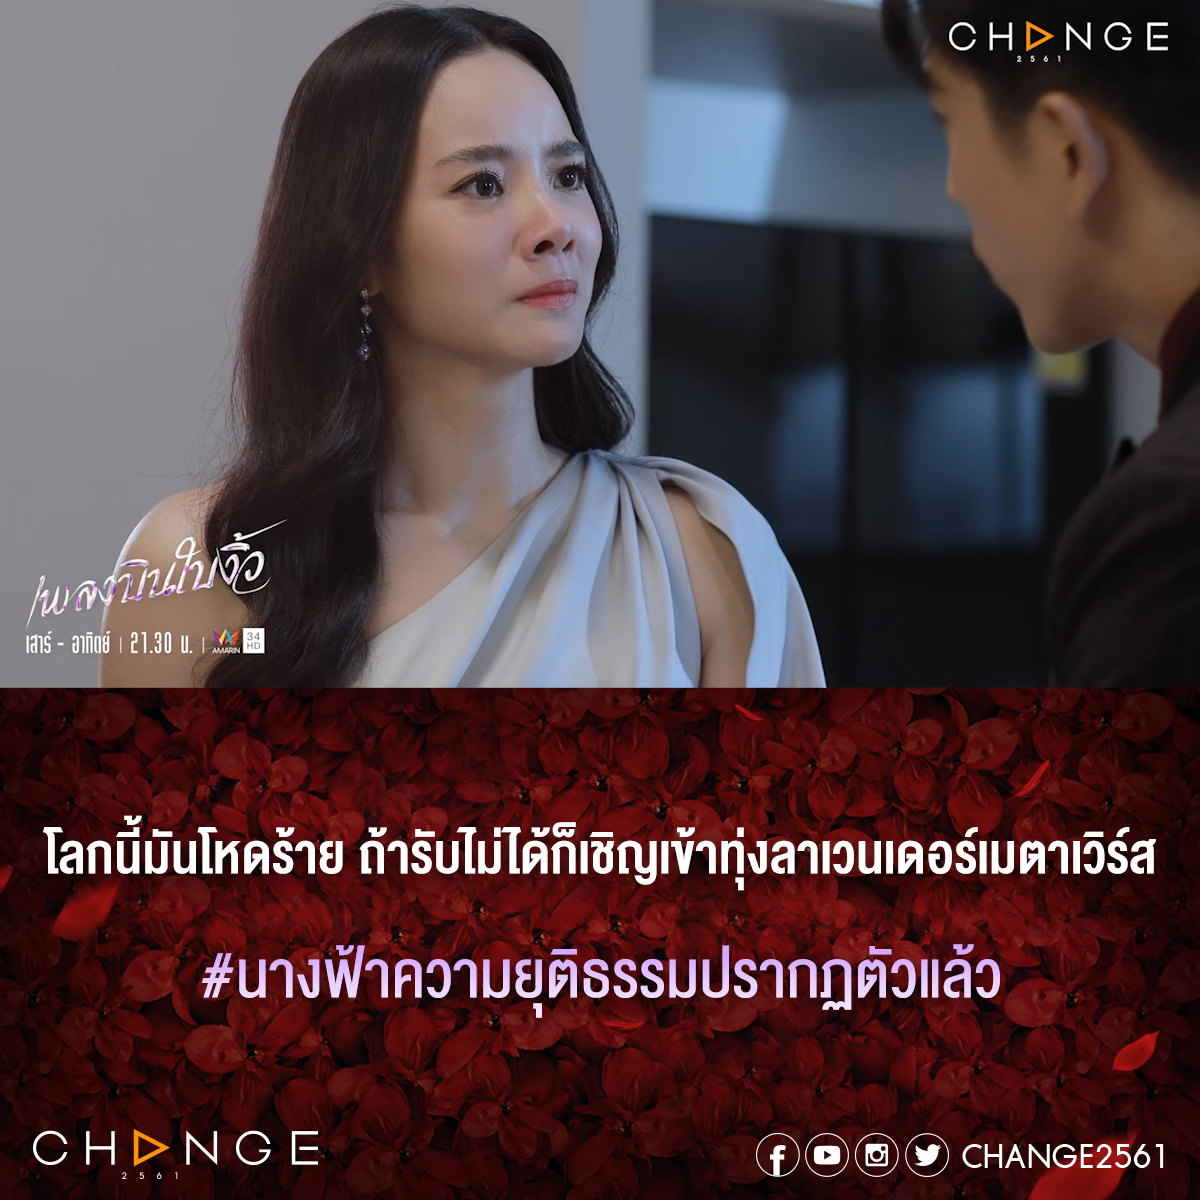 CHANGE
2561
เพลงบินใบงิ้ว
เสาร์ - อาทิตย์ | 21.30 น. | AMARIN 34 HD
โลกนี้มันโหดร้าย ถ้ารับไม่ได้ก็เชิญเข้าทุ่งลาเวนเดอร์เมตาเวิร์ส
#นางฟ้าความยุติธรรมปรากฏตัวแล้ว
CHANGE
2561
CHANGE2561